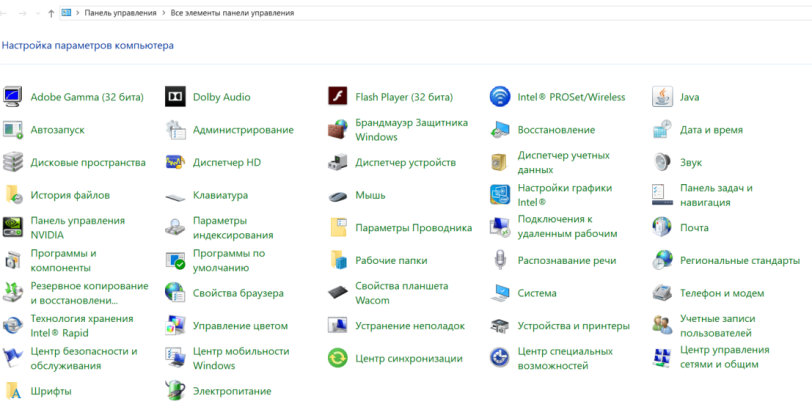 Панель управления > Все элементы панели управления
Настройка параметров компьютера
Adobe Gamma (32 бита)
Dolby Audio
Flash Player (32 бита)
Intel® PROSet/Wireless
Java
Автозапуск
Администрирование
Брандмауэр Защитника
Windows
Восстановление
Дата и время
Дисковые пространства
Диспетчер HD
Диспетчер устройств
Диспетчер учетных
данных
Звук
История файлов
Клавиатура
Мышь
Настройки графики
Intel®
Панель задач и
навигация
Панель управления
NVIDIA
Параметры
индексирования
Параметры Проводника
Подключения к
удаленным рабочим
Почта
Программы и
компоненты
Программы по
умолчанию
Рабочие папки
Распознавание речи
Региональные стандарты
Резервное копирование
и восстановлени...
Свойства браузера
Свойства планшета
Wacom
Система
Телефон и модем
Технология хранения
Intel® Rapid
Управление цветом
Устранение неполадок
Устройства и принтеры
Учетные записи
пользователей
Центр безопасности и
обслуживания
Центр мобильности
Windows
Центр синхронизации
Центр специальных
возможностей
Центр управления
сетями и общим
Шрифты
Электропитание